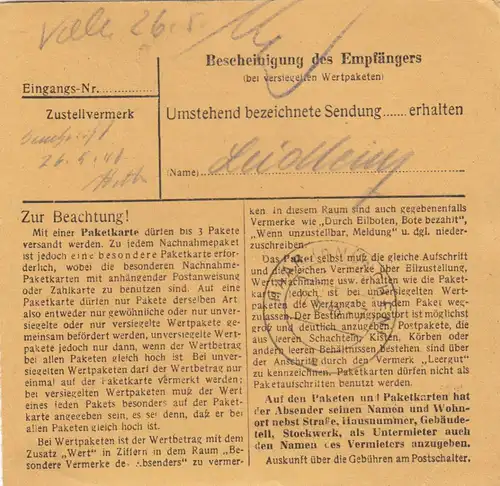 26.5.
Bescheinigung des Empfängers
(bei versiegelten Wertpaketen)
Eingangs-Nr.
Zustellvermerk
Umstehend bezeichnete Sendung ...... erhalten
26.5.48
(Name)
Zur Beachtung!
Mit einer Paketkarte dürfen bis 3 Pakete
versandt werden. Zu jedem Nachnahmepaket
ist jedoch eine besondere Paketkarte erfor-
derlich, wobei die besonderen Nachnahme-
Paketkarten mit anhängender Postanweisung
oder Zahlkarte zu benutzen sind. Auf eine
Paketkarte dürfen nur Pakete derselben Art,
also entweder nur gewöhnliche oder nur unver-
siegelte oder nur versiegelte Wertpakete ge-
meinsam befördert werden, unversiegelte Wert-
pakete jedoch nur dann, wenn der Wertbetrag
bei allen Paketen gleich hoch ist. Bei unver-
siegelten Wertpaketen darf der Wertbetrag nur
einmal auf der Paketkarte vermerkt werden; bei
versiegelten Wertpaketen muß der Wert
eines jeden Pakets besonders auf der Paket-
karte angegeben sein, es sei denn, daß er bei
allen Paketen gleich hoch ist.
Bei Wertpaketen ist der Wertbetrag mit dem
Zusatz „Wert" in Ziffern in dem Raum „Be-
sondere Vermerke des Absenders" zu vermer-
ken. In diesem Raum sind auch gegebenenfalls
Vermerke wie „Durch Eilboten, Bote bezahlt",
„Wenn unzustellbar, Meldung" u. dgl. nieder-
zuschreiben.
Das Paket selbst muß die gleiche Aufschrift
und dergleichen Vermerke über Eilzustellung,
Wert, Nachnahme usw. erhalten wie die Paket-
karte, jedoch ist bei unversiegelten Wert-
paketen die Wertangabe auf dem Paket weg-
zulassen. Der Bestimmungspostort ist möglichst
groß und deutlich anzugeben. Postpakete, die
aus leeren Schachteln, Kisten, Körben oder
andern leeren Behältnissen bestehen, sind über
der Anschrift durch den Vermerk „Leergut"
zu kennzeichnen. Paketkarten dürfen nicht als
Paketaufschriften benutzt werden.
Auf den Paketen und Paketkarten hat
der Absender seinen Namen und Wohn-
ort nebst Straße, Hausnummer, Gebäude-
teil, Stockwerk, als Untermieter auch
den Namen des Vermieters anzugeben.
Auskunft über die Gebühren am Postschalter.